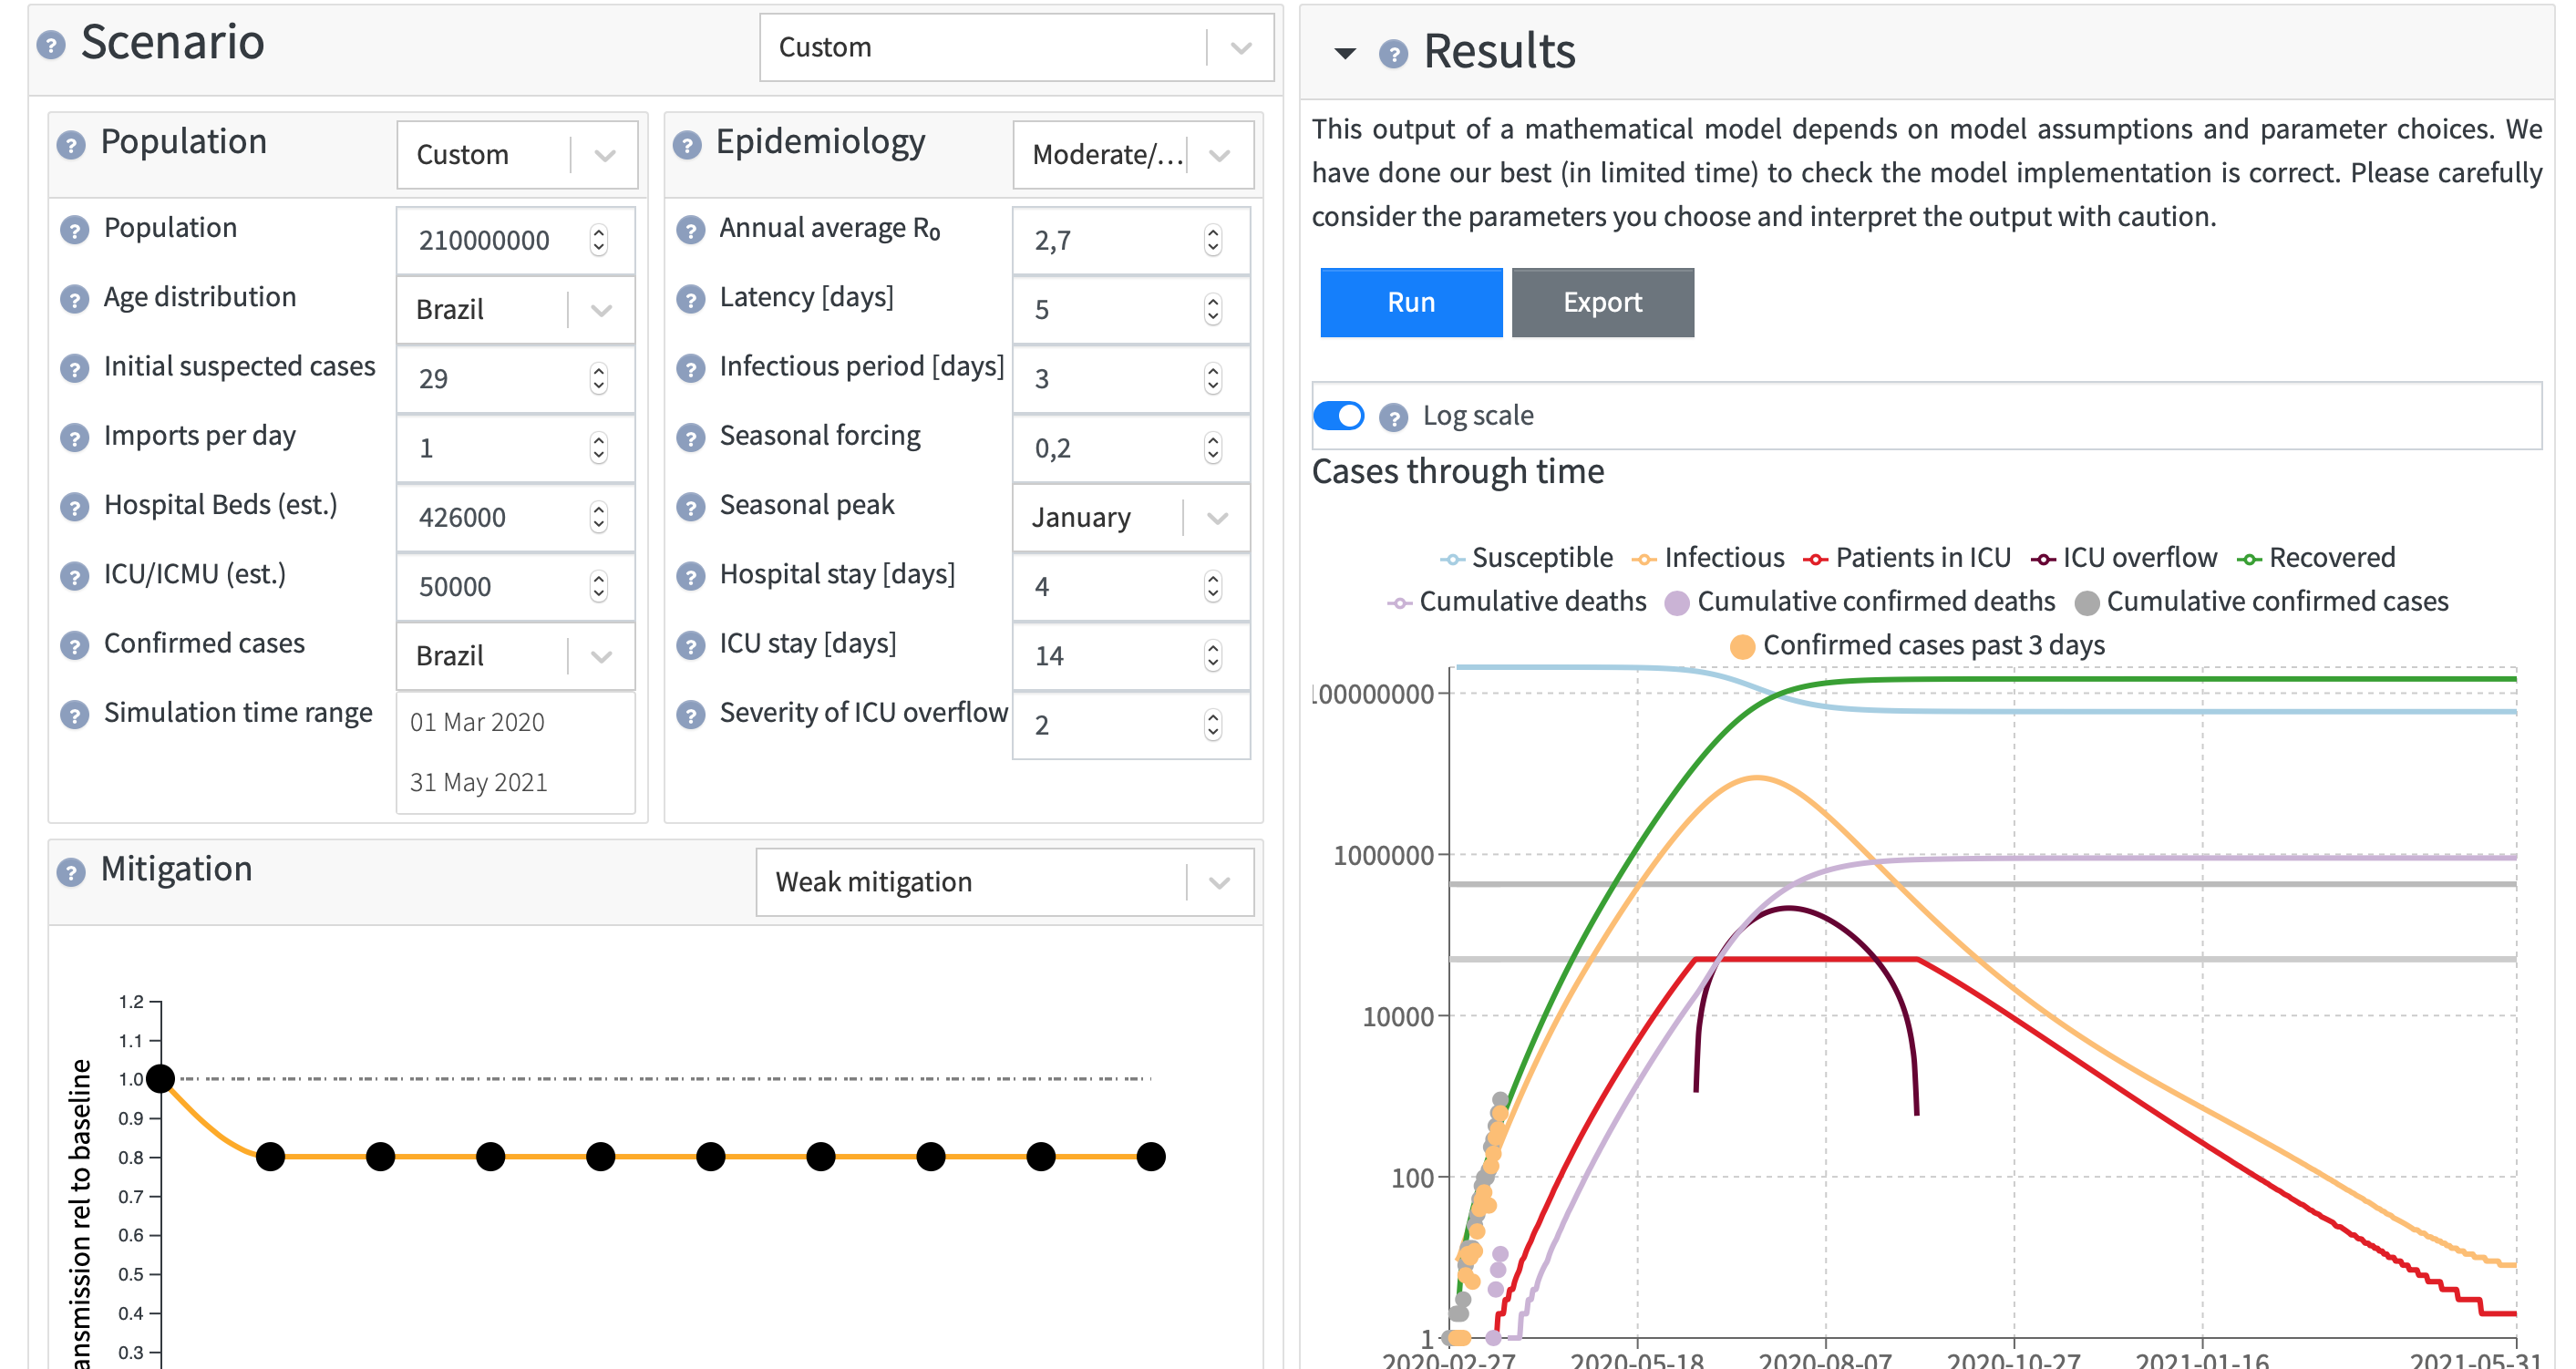 Scenario
Custom
Population
Custom
Population
210000000
Age distribution
Brazil
Initial suspected cases
29
Imports per day
1
Hospital Beds (est.)
426000
ICU/ICMU (est.)
50000
Confirmed cases
Brazil
Simulation time range
01 Mar 2020
31 May 2021
Epidemiology
Moderate/...
Annual average R₀
2,7
Latency [days]
5
Infectious period [days]
3
Seasonal forcing
0,2
Seasonal peak
January
Hospital stay [days]
4
ICU stay [days]
14
Severity of ICU overflow
2
Mitigation
Weak mitigation
1.2
1.1
1.0
0.9
0.8
0.7
0.6
0.5
0.4
0.3
ansmission rel to baseline
Results
This output of a mathematical model depends on model assumptions and parameter choices. We
have done our best (in limited time) to check the model implementation is correct. Please carefully
consider the parameters you choose and interpret the output with caution.
Run
Export
Log scale
Cases through time
Susceptible Infectious Patients in ICU ICU overflow Recovered
Cumulative deaths Cumulative confirmed deaths Cumulative confirmed cases
Confirmed cases past 3 days
100000000
1000000
10000
100
1
2020-02-27 2020-05-18 2020-08-07 2020-10-27 2021-01-16 2021-05-31